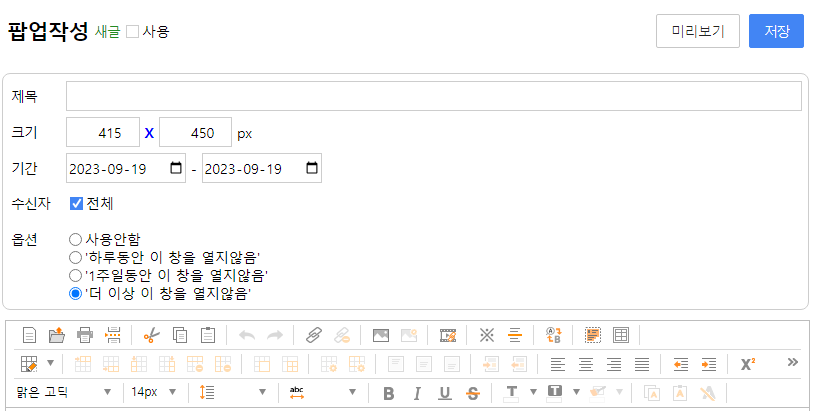 팝업작성 새글 사용 미리보기 저장
제목
크기 415 X 450 px
기간 2023-09-19 - 2023-09-19
수신자 전체
옵션 사용안함
'하루동안 이 창을 열지않음'
'1주일동안 이 창을 열지않음'
'더 이상 이 창을 열지않음'
맑은 고딕 14px abc B I U S T T